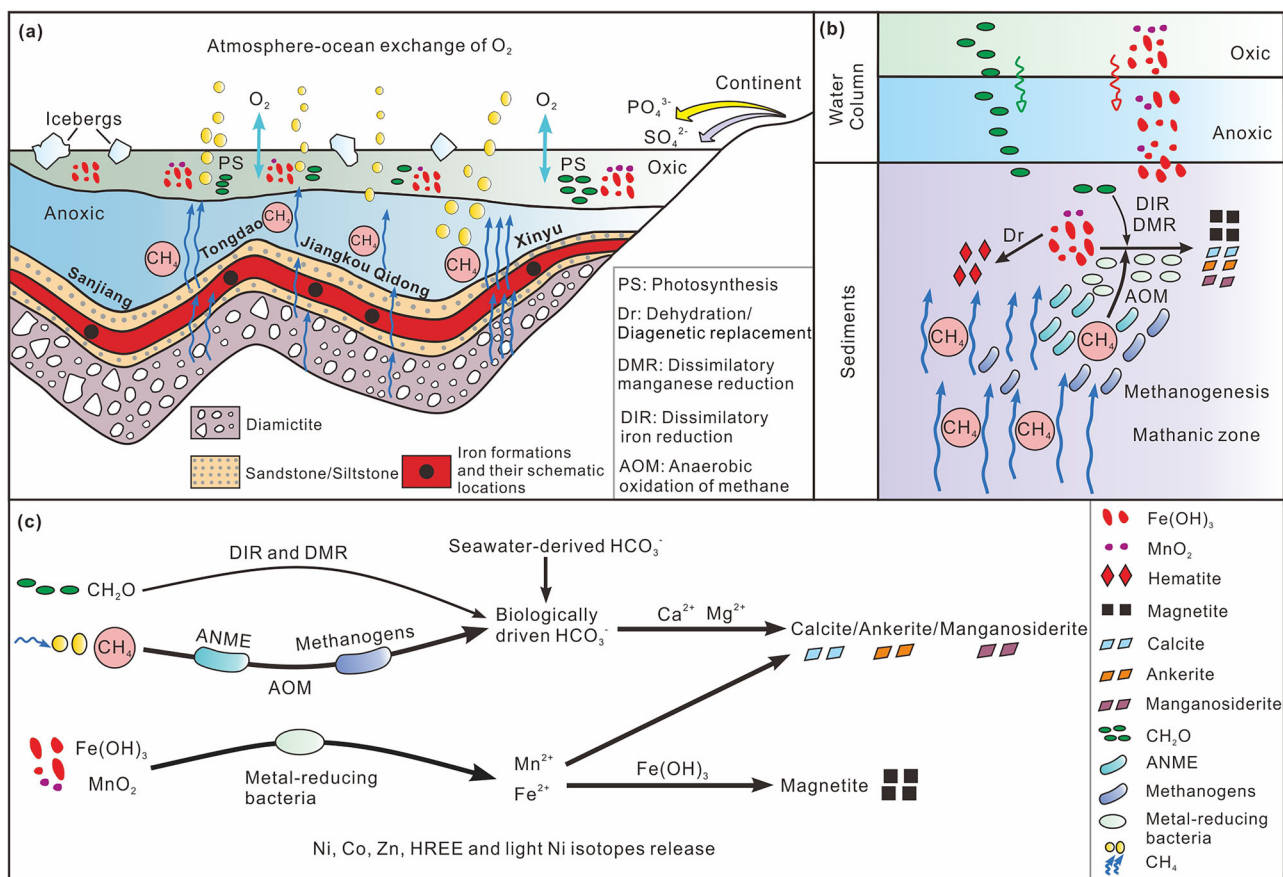 (a)
Atmosphere-ocean exchange of O₂
Continent
PO₄³⁻
SO₄²⁻
Icebergs
O₂
O₂
PS
PS
Oxic
Anoxic
CH₄
CH₄
CH₄
CH₄
Sanjiang
Tongdao
Jiangkou
Qidong
Xinyu
PS: Photosynthesis
Dr: Dehydration/
Diagenetic replacement
DMR: Dissimilatory
manganese reduction
DIR: Dissimilatory
iron reduction
AOM: Anaerobic
oxidation of methane
Diamictite
Sandstone/Siltstone
Iron formations
and their schematic
locations
(b)
Water
Column
Oxic
Anoxic
Sediments
DIR
DMR
Dr
AOM
CH₄
CH₄
Methanogenesis
CH₄
CH₄
Mathanic zone
(c)
DIR and DMR
Seawater-derived HCO₃⁻
CH₂O
Biologically
driven HCO₃⁻
Ca²⁺ Mg²⁺
Calcite/Ankerite/Manganosiderite
CH₄
ANME
Methanogens
AOM
Fe(OH)₃
MnO₂
Metal-reducing
bacteria
Mn²⁺
Fe²⁺
Fe(OH)₃
Magnetite
Ni, Co, Zn, HREE and light Ni isotopes release
Fe(OH)₃
MnO₂
Hematite
Magnetite
Calcite
Ankerite
Manganosiderite
CH₂O
ANME
Methanogens
Metal-reducing
bacteria
CH₄